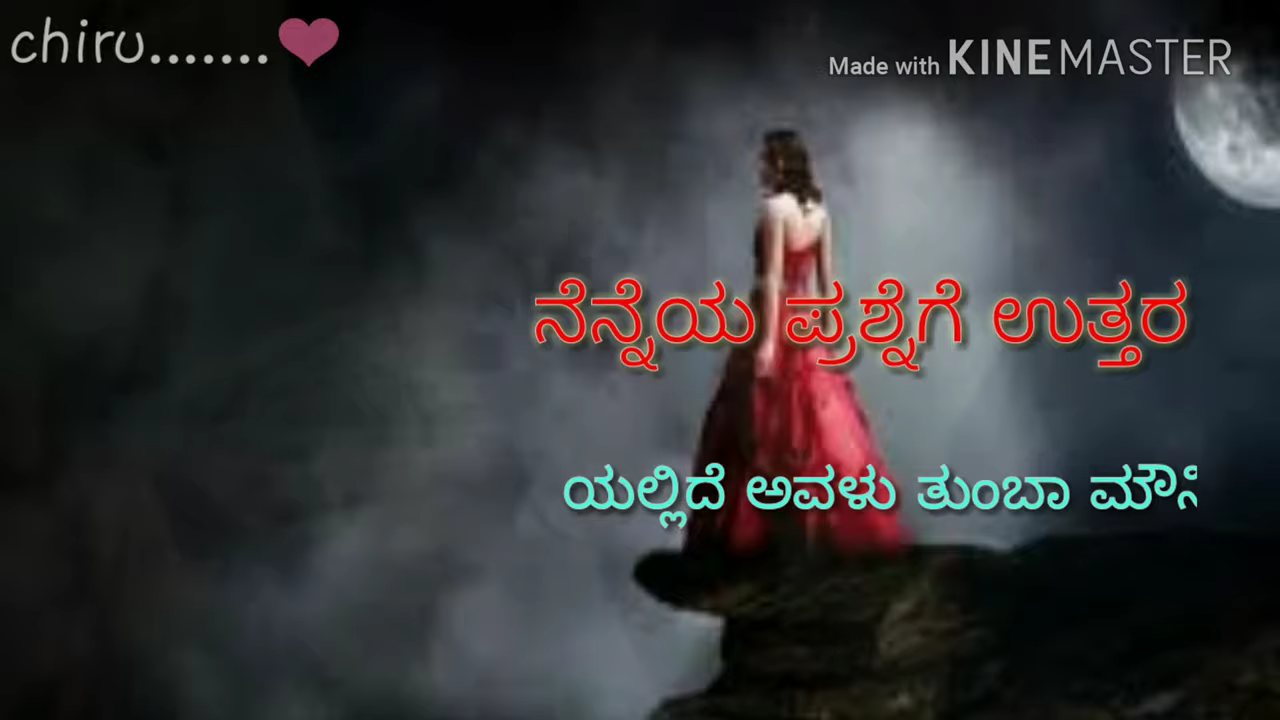 chiru.......❤
Made with KINEMASTER
ನೆನ್ನೆಯ ಪ್ರಶ್ನೆಗೆ ಉತ್ತರ
ಯಲ್ಲಿದೆ ಅವಳು ತುಂಬಾ